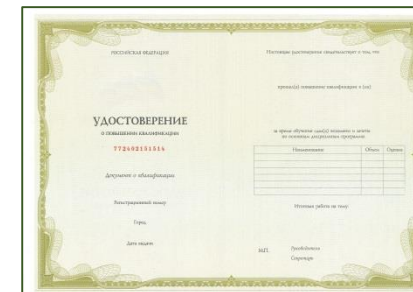 РОССИЙСКАЯ ФЕДЕРАЦИЯ
УДОСТОВЕРЕНИЕ
о повышении квалификации
772402151514
Документ о квалификации
Регистрационный номер
Город
Дата выдачи
Настоящее удостоверение свидетельствует о том, что
прошел(а) повышение квалификации в (на)
за время обучения сдал(а) экзамены и зачеты
по основным дисциплинам программы
Наименование Объем Оценка
Итоговая работа на тему:
М.П. Руководитель
Секретарь